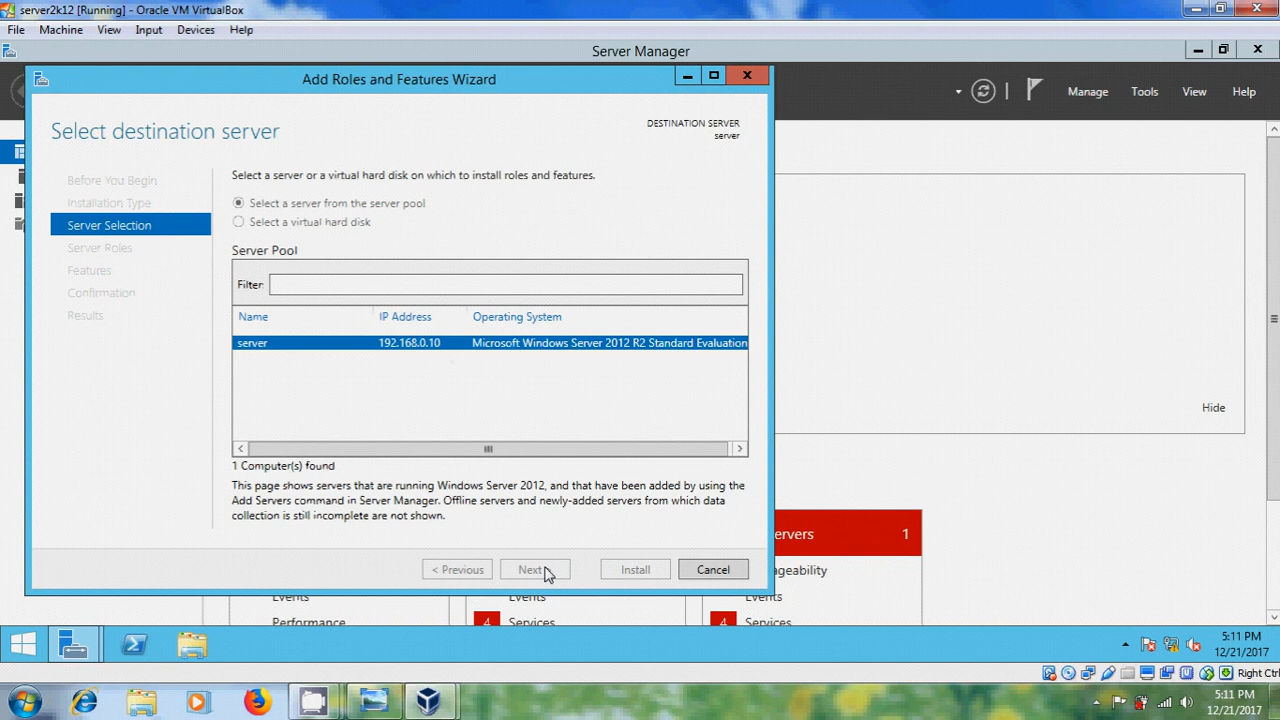 server2k12 [Running] - Oracle VM VirtualBox
File Machine View Input Devices Help
Server Manager
Add Roles and Features Wizard
Manage Tools View Help
Select destination server
DESTINATION SERVER
server
Before You Begin
Installation Type
Server Selection
Server Roles
Features
Confirmation
Results
Select a server or a virtual hard disk on which to install roles and features.
Select a server from the server pool
Select a virtual hard disk
Server Pool
Filter:
Name IP Address Operating System
server 192.168.0.10 Microsoft Windows Server 2012 R2 Standard Evaluation
1 Computer(s) found
This page shows servers that are running Windows Server 2012, and that have been added by using the
Add Servers command in Server Manager. Offline servers and newly-added servers from which data
collection is still incomplete are not shown.
< Previous Next Install Cancel
Hide
ervers 1
ageability
Events Events Events
Performance 4 Services 4 Services
5:11 PM
12/21/2017
Right Ctrl
5:11 PM
12/21/2017